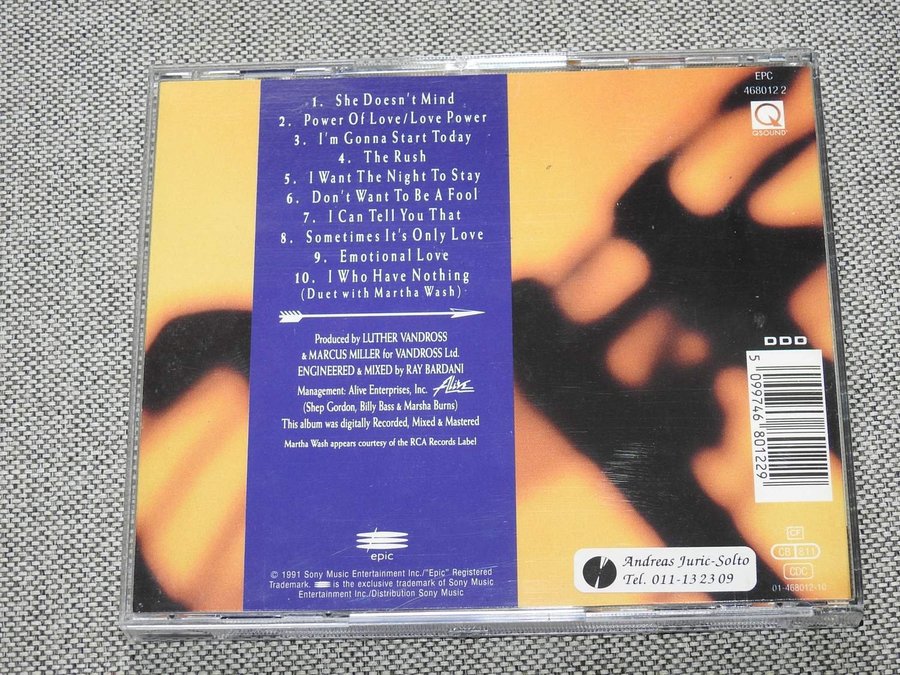 1. She Doesn't Mind
2. Power Of Love/Love Power
3. I'm Gonna Start Today
4. The Rush
5. I Want The Night To Stay
6. Don't Want To Be A Fool
7. I Can Tell You That
8. Sometimes It's Only Love
9. Emotional Love
10. I Who Have Nothing
(Duet with Martha Wash)
Produced by LUTHER VANDROSS
& MARCUS MILLER for VANDROSS Ltd.
ENGINEERED & MIXED by RAY BARDANI
Management: Alive Enterprises, Inc. Alive
(Shep Gordon, Billy Bass & Marsha Burns)
This album was digitally Recorded, Mixed & Mastered
Martha Wash appears courtesy of the RCA Records Label
epic
© 1991 Sony Music Entertainment Inc./"Epic" Registered
Trademark, is the exclusive trademark of Sony Music
Entertainment Inc./Distribution Sony Music
EPC
468012 2
Q
QSOUND
DDD
5 099746 801229
Andreas Juric-Solto
Tel. 011-13 23 09
CF
CB 811
CDC
01-468012-10